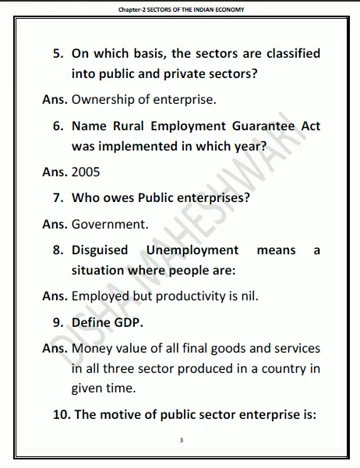 Chapter-2 SECTORS OF THE INDIAN ECONOMY
5. On which basis, the sectors are classified
into public and private sectors?
Ans. Ownership of enterprise.
6. Name Rural Employment Guarantee Act
was implemented in which year?
Ans. 2005
7. Who owes Public enterprises?
Ans. Government.
8. Disguised Unemployment means a
situation where people are:
Ans. Employed but productivity is nil.
9. Define GDP.
Ans. Money value of all final goods and services
in all three sector produced in a country in
given time.
10. The motive of public sector enterprise is:
3
DISHA MAHESHWARI